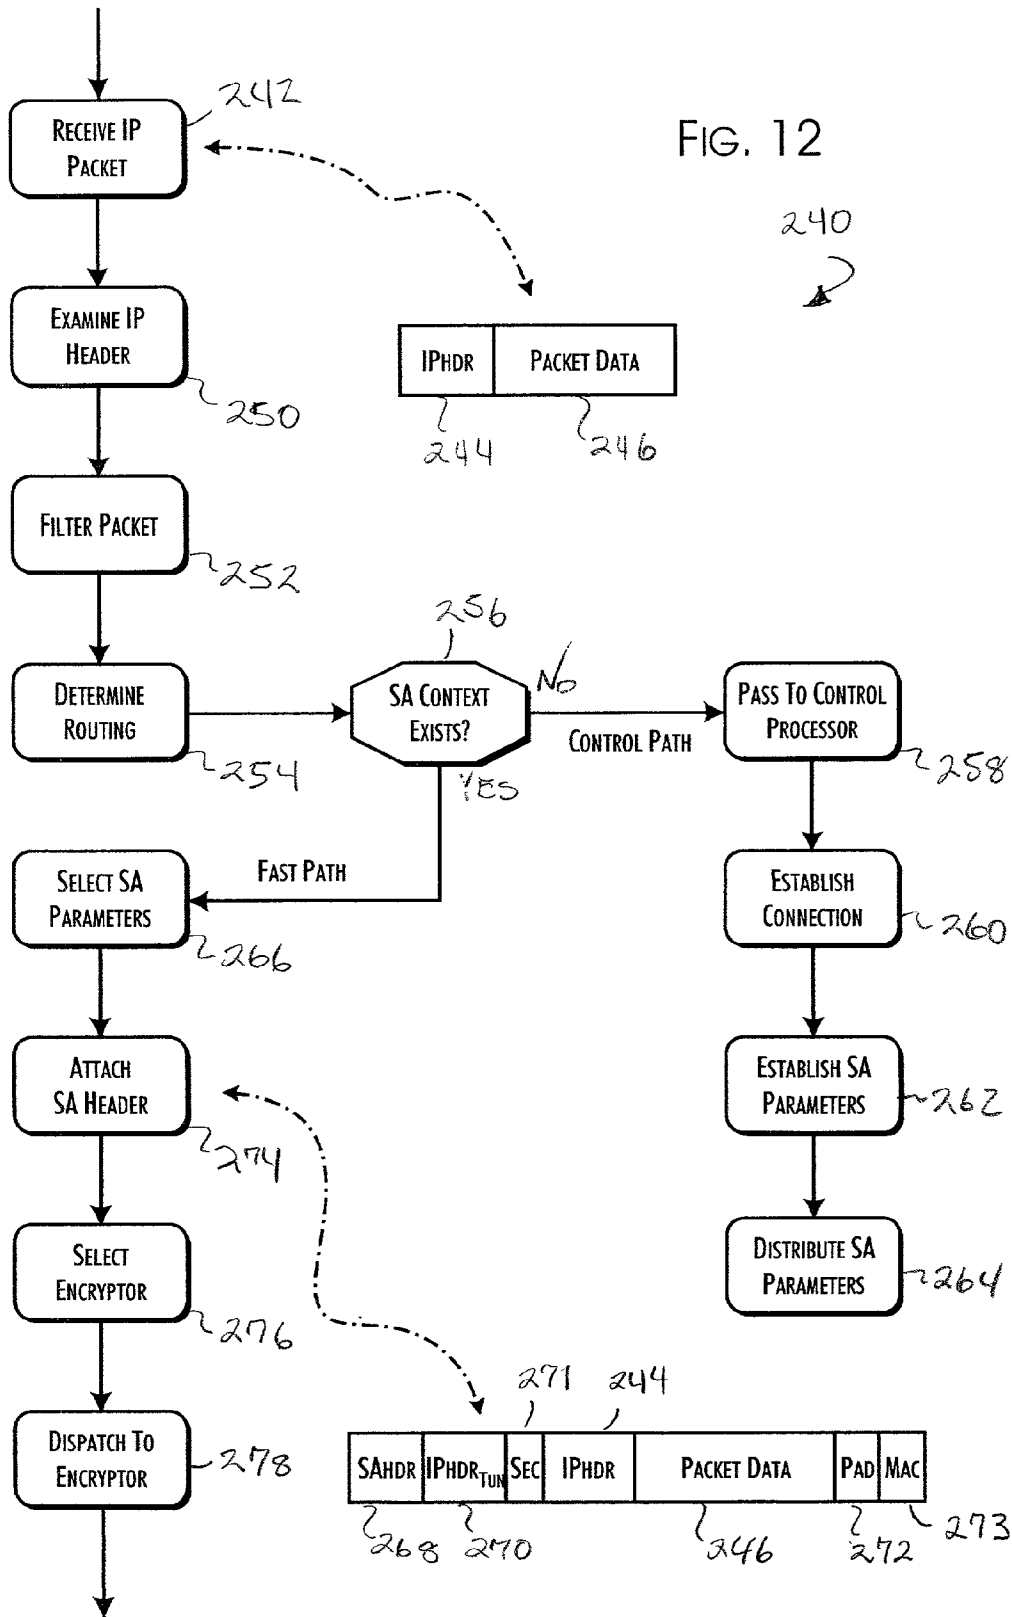 242
RECEIVE IP
PACKET
FIG. 12
240
EXAMINE IP
HEADER
250
IPHDR PACKET DATA
244 246
FILTER PACKET
252
256
DETERMINE
ROUTING
254
SA CONTEXT
EXISTS?
NO
CONTROL PATH
YES
PASS TO CONTROL
PROCESSOR
258
FAST PATH
SELECT SA
PARAMETERS
266
ESTABLISH
CONNECTION
260
ATTACH
SA HEADER
274
ESTABLISH SA
PARAMETERS
262
SELECT
ENCRYPTOR
276
DISTRIBUTE SA
PARAMETERS
264
DISPATCH TO
ENCRYPTOR
278
271 244
SAHDR IPHDRTUN SEC IPHDR PACKET DATA PAD MAC
268 270 246 272 273